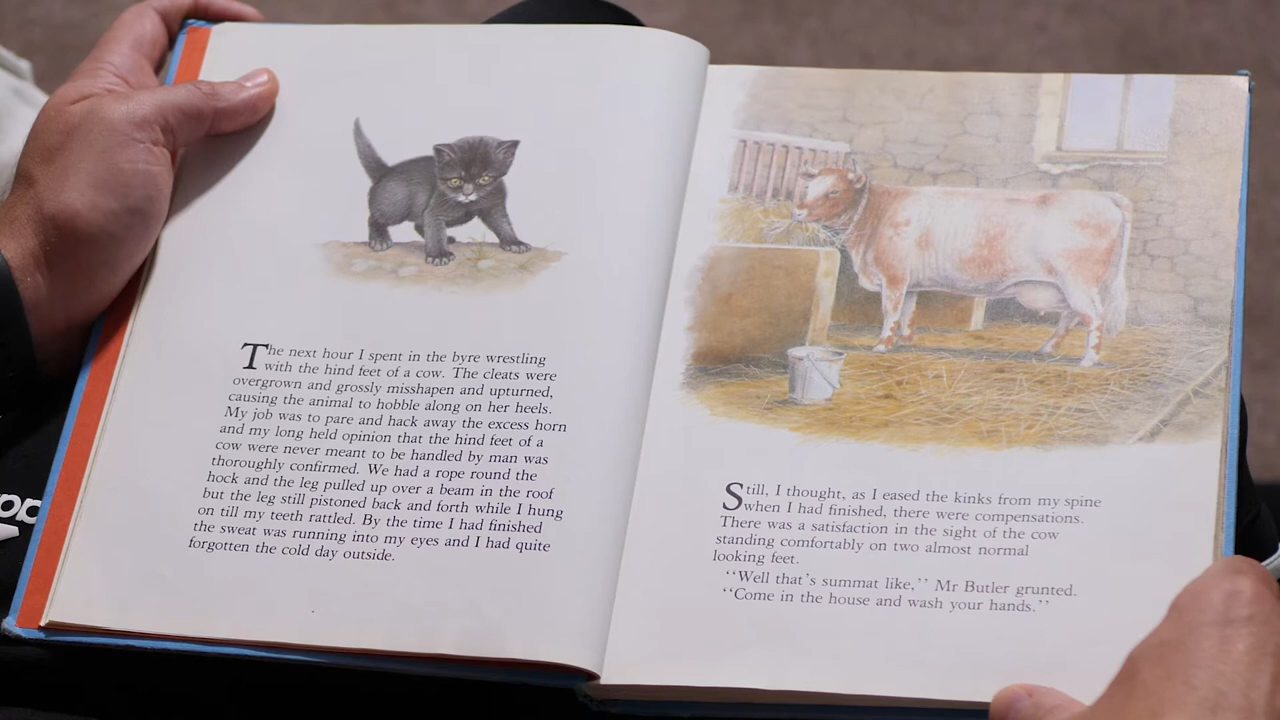 The next hour I spent in the byre wrestling
with the hind feet of a cow. The cleats were
overgrown and grossly misshapen and upturned,
causing the animal to hobble along on her heels.
My job was to pare and hack away the excess horn
and my long held opinion that the hind feet of a
cow were never meant to be handled by man was
thoroughly confirmed. We had a rope round the
hock and the leg pulled up over a beam in the roof
but the leg still pistoned back and forth while I hung
on till my teeth rattled. By the time I had finished
the sweat was running into my eyes and I had quite
forgotten the cold day outside.
Still, I thought, as I eased the kinks from my spine
when I had finished, there were compensations.
There was a satisfaction in the sight of the cow
standing comfortably on two almost normal
looking feet.
‘‘Well that's summat like,’’ Mr Butler grunted.
‘‘Come in the house and wash your hands.’’